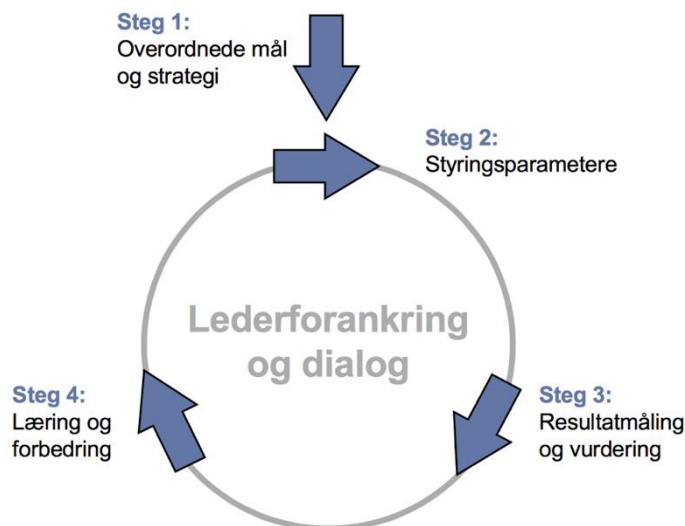 Steg 1:
Overordnede mål
og strategi
Steg 2:
Styringsparametere
Lederforankring
og dialog
Steg 4:
Læring og
forbedring
Steg 3:
Resultatmåling
og vurdering